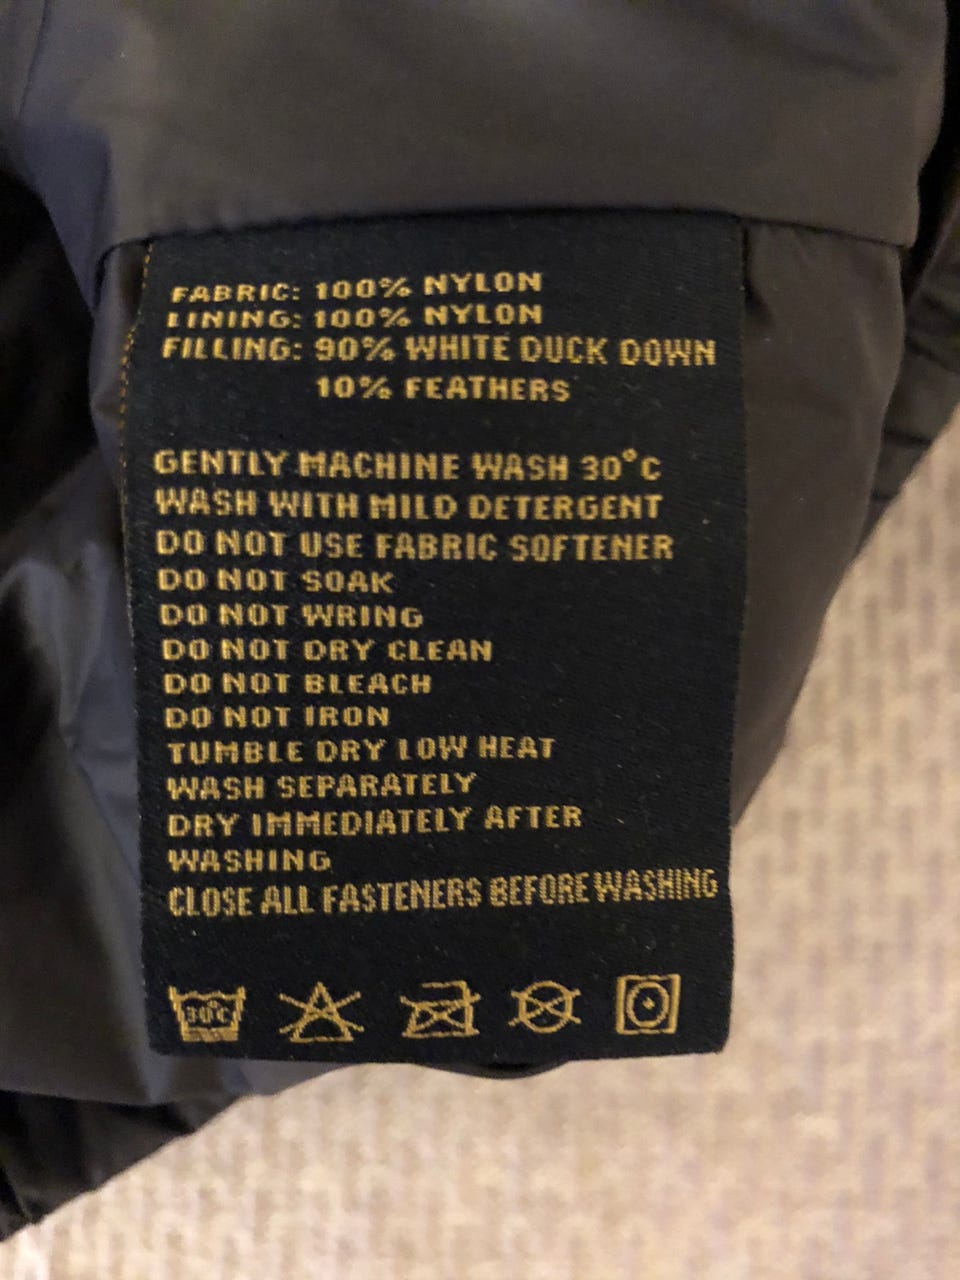 FABRIC: 100% NYLON
LINING: 100% NYLON
FILLING: 90% WHITE DUCK DOWN
10% FEATHERS
GENTLY MACHINE WASH 30°C
WASH WITH MILD DETERGENT
DO NOT USE FABRIC SOFTENER
DO NOT SOAK
DO NOT WRING
DO NOT DRY CLEAN
DO NOT BLEACH
DO NOT IRON
TUMBLE DRY LOW HEAT
WASH SEPARATELY
DRY IMMEDIATELY AFTER
WASHING
CLOSE ALL FASTENERS BEFORE WASHING
30°C